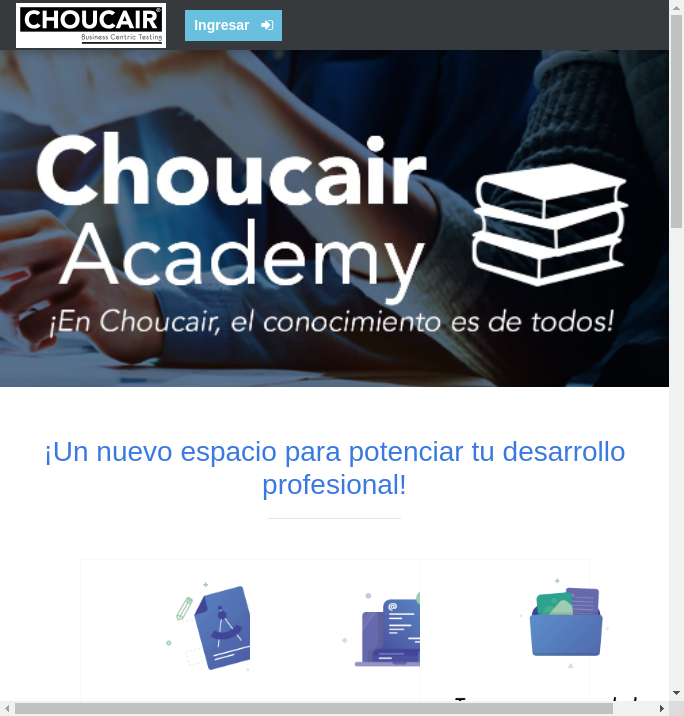 CHOUCAIR®
Business Centric Testing
Ingresar
Choucair
Academy
¡En Choucair, el conocimiento es de todos!
¡Un nuevo espacio para potenciar tu desarrollo
profesional!
@